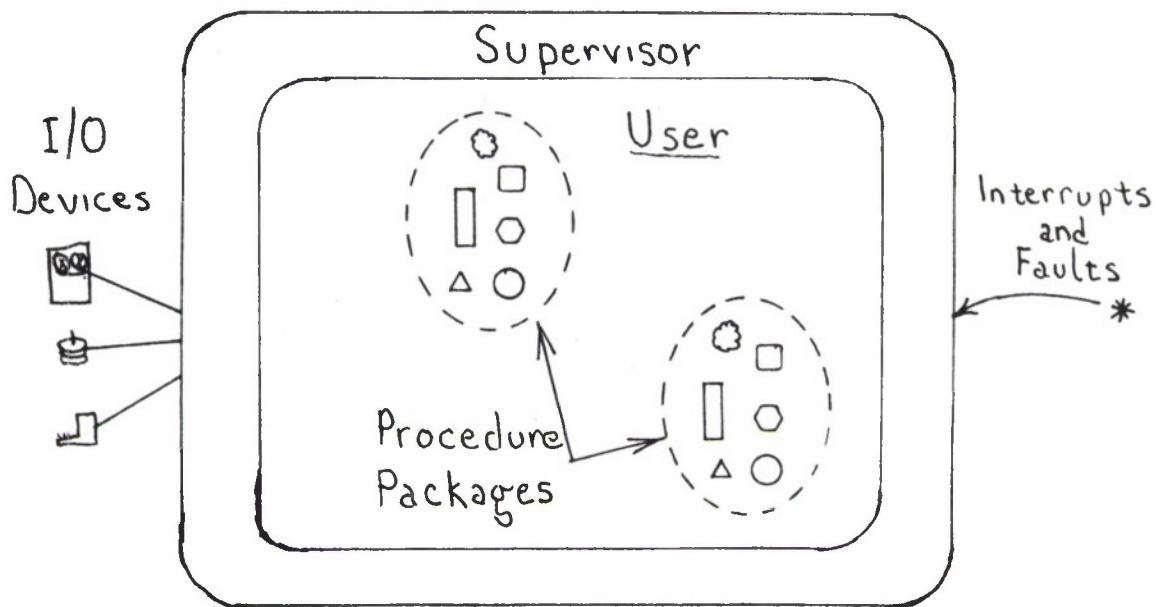 Supervisor
I/O
Devices
User
Interrupts
and
Faults
Procedure
Packages